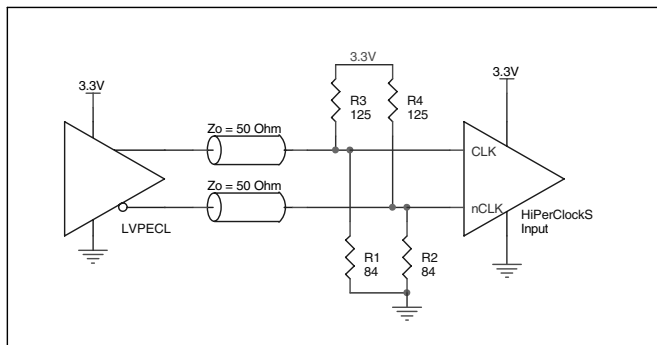 3.3V
3.3V
3.3V
R3
125
R4
125
Zo = 50 Ohm
CLK
Zo = 50 Ohm
nCLK
LVPECL
HiPerClockS
Input
R1
84
R2
84